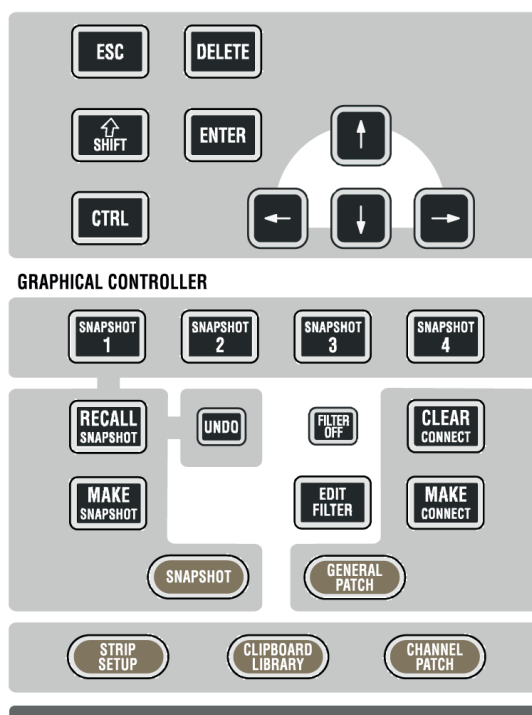 ESC
DELETE
SHIFT
ENTER
CTRL
GRAPHICAL CONTROLLER
SNAPSHOT
1
SNAPSHOT
2
SNAPSHOT
3
SNAPSHOT
4
RECALL
SNAPSHOT
UNDO
FILTER
OFF
CLEAR
CONNECT
MAKE
SNAPSHOT
EDIT
FILTER
MAKE
CONNECT
SNAPSHOT
GENERAL
PATCH
STRIP
SETUP
CLIPBOARD
LIBRARY
CHANNEL
PATCH